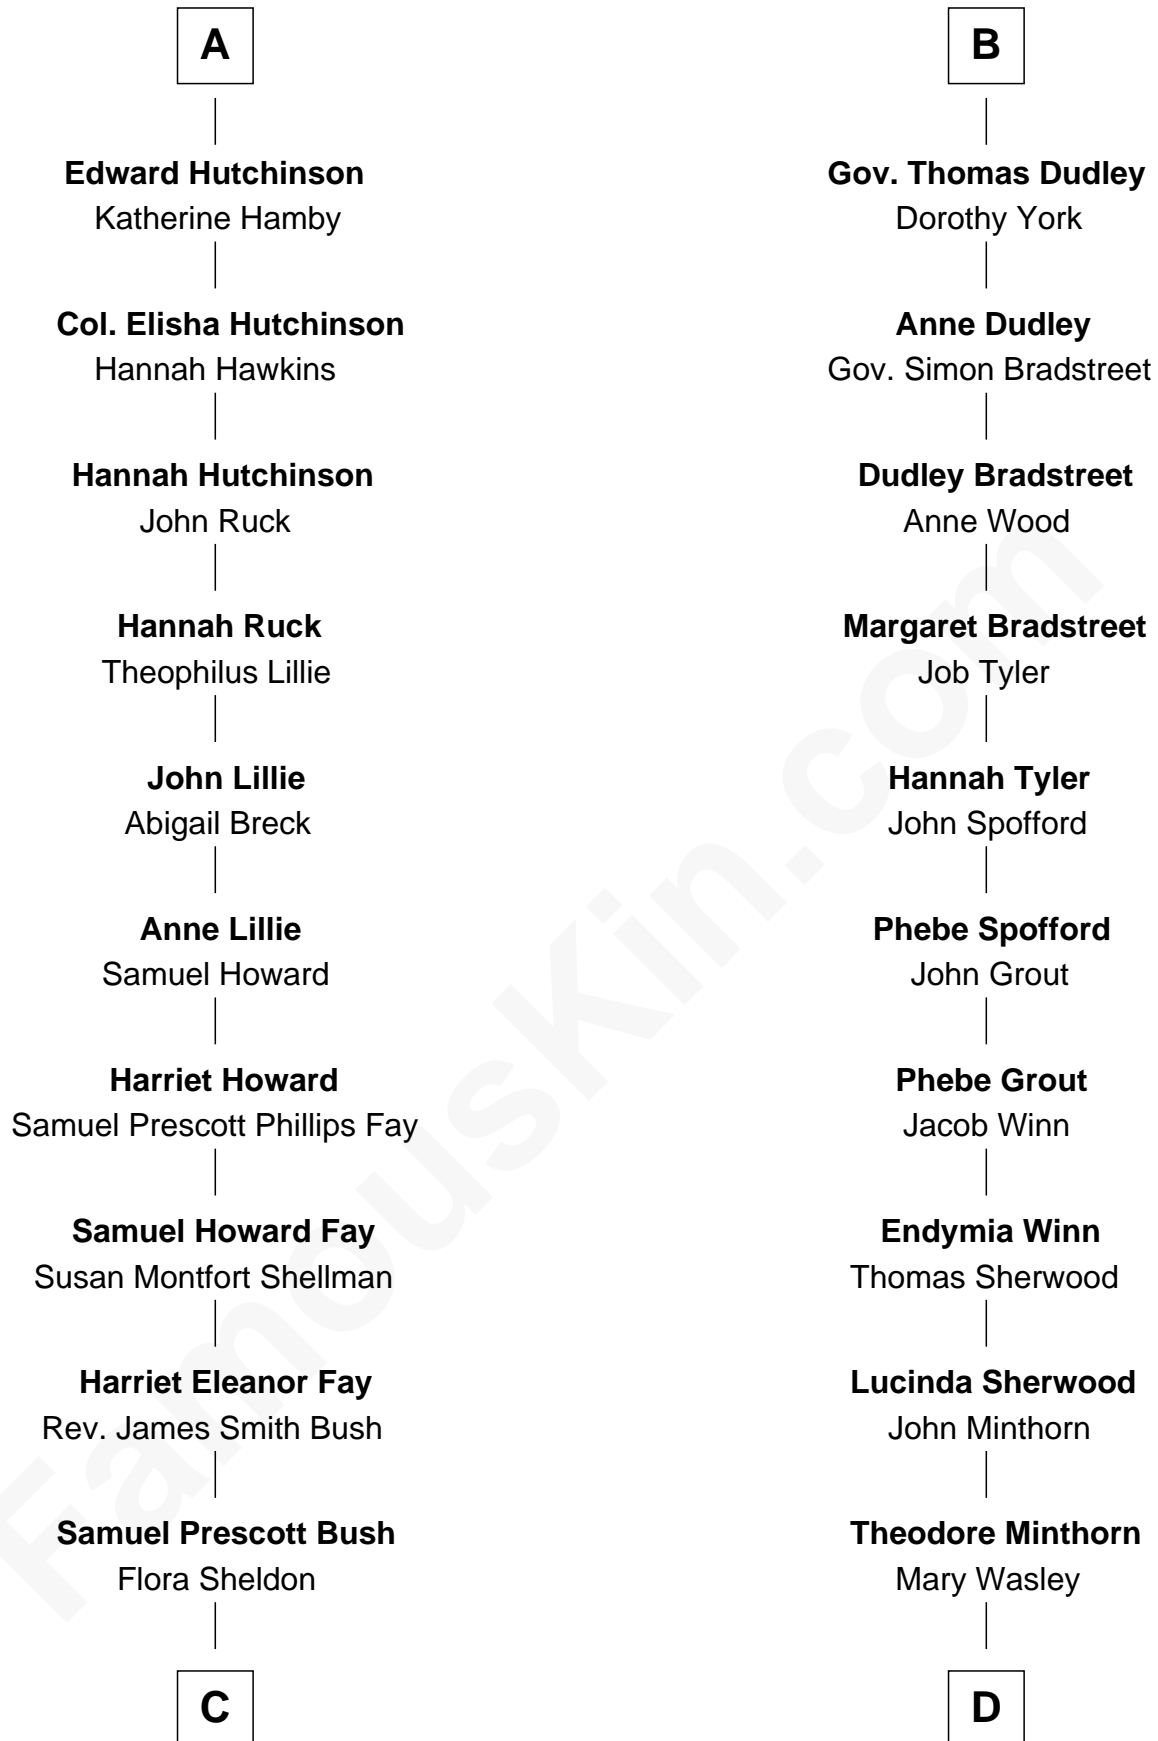 A
Edward Hutchinson
Katherine Hamby
Col. Elisha Hutchinson
Hannah Hawkins
Hannah Hutchinson
John Ruck
Hannah Ruck
Theophilus Lillie
John Lillie
Abigail Breck
Anne Lillie
Samuel Howard
Harriet Howard
Samuel Prescott Phillips Fay
Samuel Howard Fay
Susan Montfort Shellman
Harriet Eleanor Fay
Rev. James Smith Bush
Samuel Prescott Bush
Flora Sheldon
C
B
Gov. Thomas Dudley
Dorothy York
Anne Dudley
Gov. Simon Bradstreet
Dudley Bradstreet
Anne Wood
Margaret Bradstreet
Job Tyler
Hannah Tyler
John Spofford
Phebe Spofford
John Grout
Phebe Grout
Jacob Winn
Endymia Winn
Thomas Sherwood
Lucinda Sherwood
John Minthorn
Theodore Minthorn
Mary Wasley
D
FamousKin.com